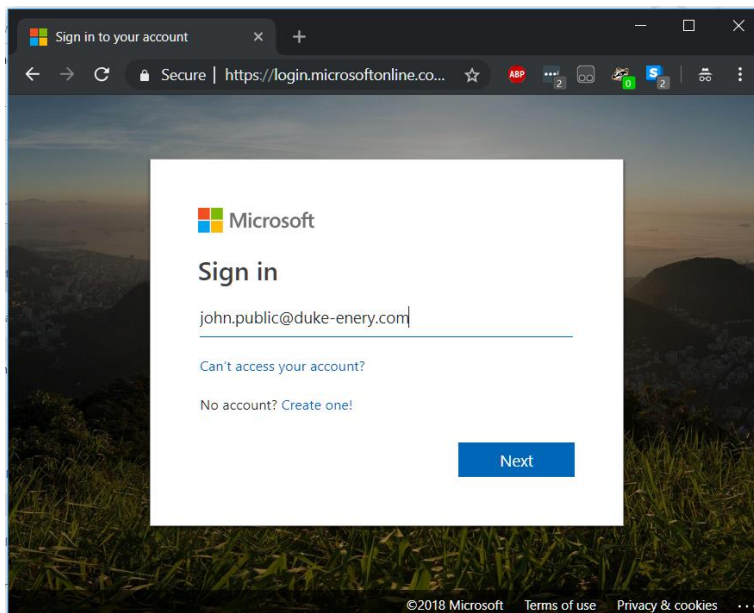 Sign in to your account
Secure | https://login.microsoftonline.co...
ABP
2
0
S
2
Microsoft
Sign in
john.public@duke-enery.com
Can't access your account?
No account? Create one!
Next
©2018 Microsoft Terms of use Privacy & cookies ...